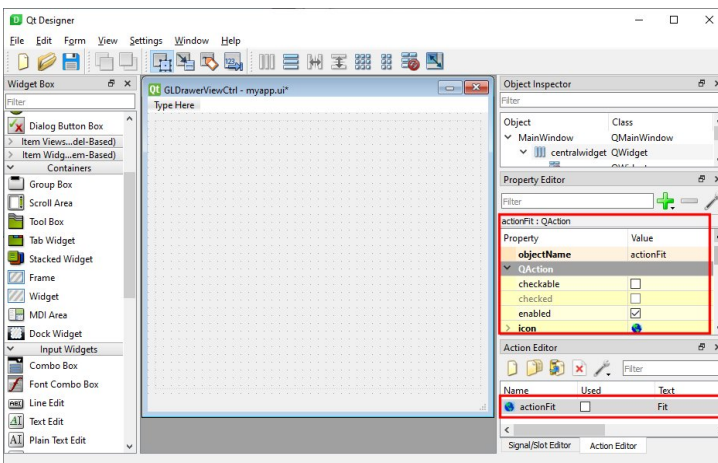 Qt Designer
File Edit Form View Settings Window Help
Widget Box
Filter
Dialog Button Box
Item Views...del-Based)
Item Widg...em-Based)
Containers
Group Box
Scroll Area
Tool Box
Tab Widget
Stacked Widget
Frame
Widget
MDI Area
Dock Widget
Input Widgets
Combo Box
Font Combo Box
Line Edit
Text Edit
Plain Text Edit
GLDrawerViewCtrl - myapp.ui*
Type Here
Object Inspector
Filter
Object Class
MainWindow QMainWindow
centralwidget QWidget
Property Editor
Filter
actionFit : QAction
Property Value
objectName actionFit
QAction
checkable
checked
enabled
icon
Action Editor
Filter
Name Used Text
actionFit Fit
Signal/Slot Editor Action Editor